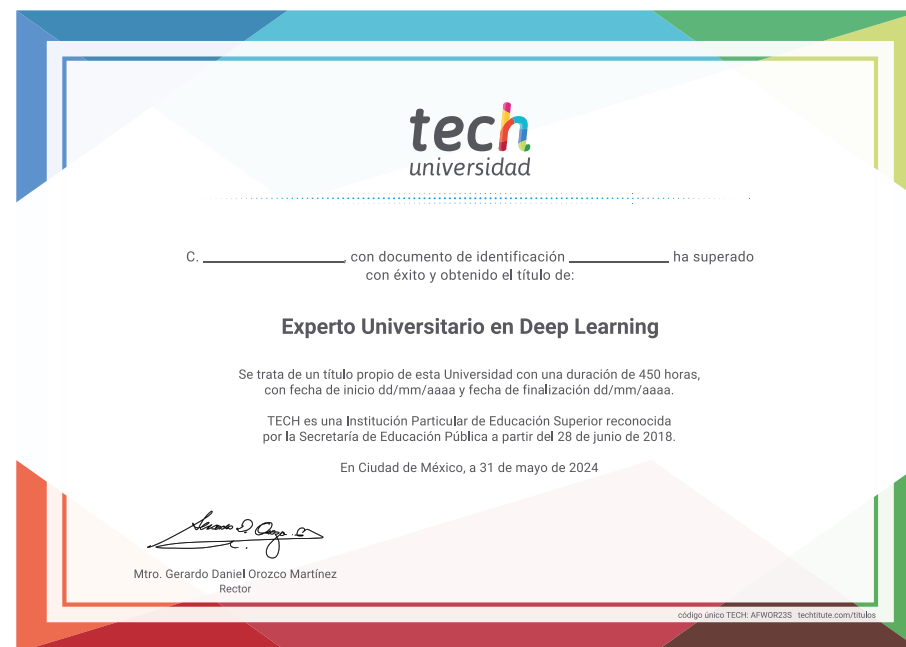 tech
universidad
C. ____________, con documento de identificación ____________ ha superado
con éxito y obtenido el título de:
Experto Universitario en Deep Learning
Se trata de un título propio de esta Universidad con una duración de 450 horas,
con fecha de inicio dd/mm/aaaa y fecha de finalización dd/mm/aaaa.
TECH es una Institución Particular de Educación Superior reconocida
por la Secretaría de Educación Pública a partir del 28 de junio de 2018.
En Ciudad de México, a 31 de mayo de 2024
Mtro. Gerardo Daniel Orozco Martínez
Rector
código único TECH: AFWOR23S techtitute.com/titulos